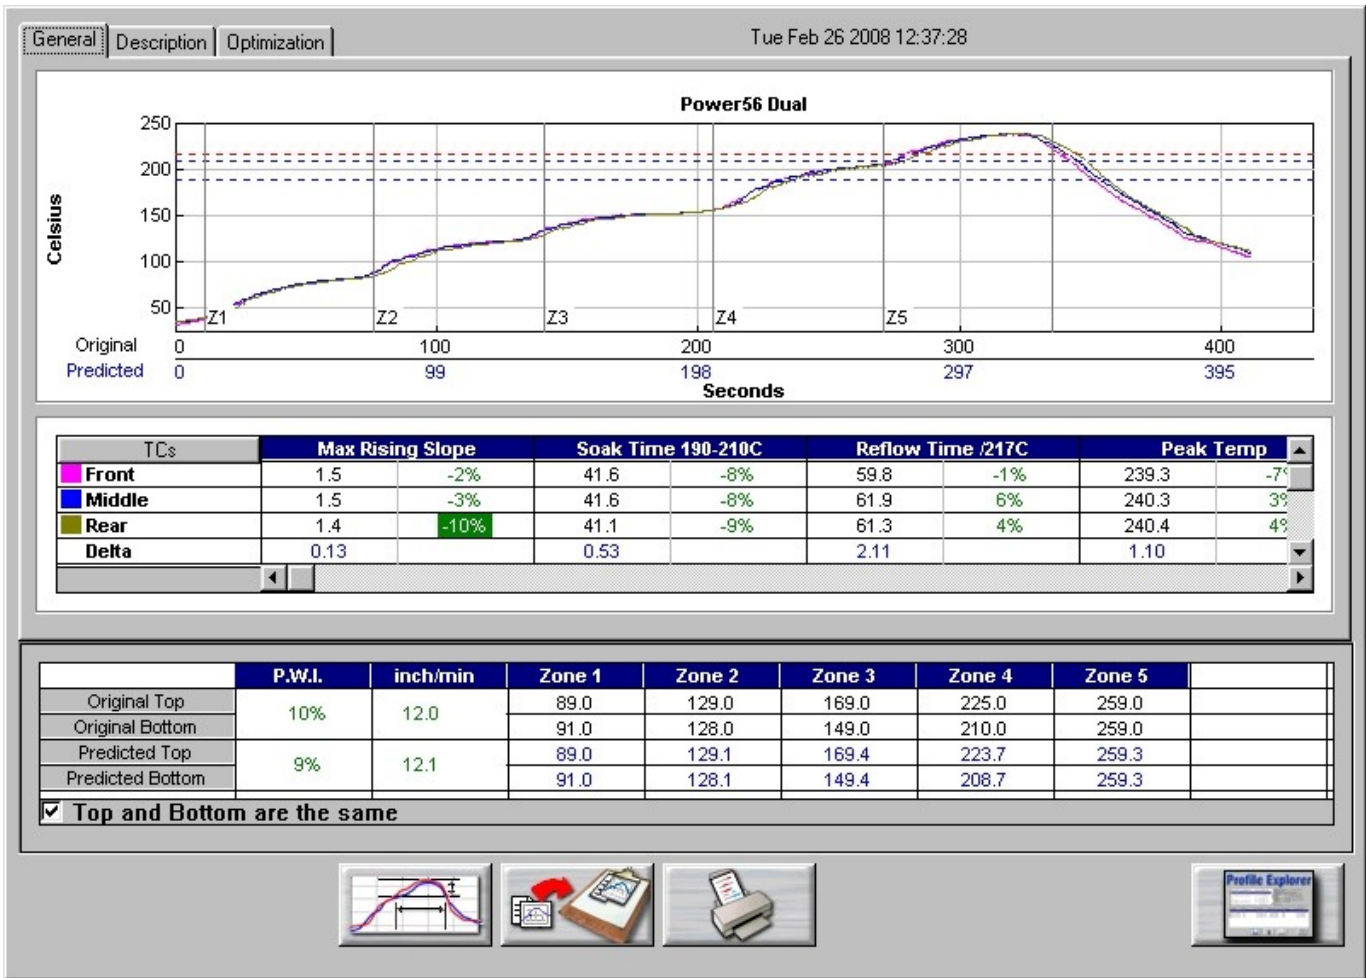 General Description Optimization Tue Feb 26 2008 12:37:28
Power56 Dual
250
200
150
100
50
Celsius
Z1 Z2 Z3 Z4 Z5
Original 0 100 200 300 400
Predicted 0 99 198 297 395
Seconds
TCs Max Rising Slope Soak Time 190-210C Reflow Time /217C Peak Temp
Front 1.5 -2% 41.6 -8% 59.8 -1% 239.3 -7%
Middle 1.5 -3% 41.6 -8% 61.9 6% 240.3 3%
Rear 1.4 -10% 41.1 -9% 61.3 4% 240.4 4%
Delta 0.13 0.53 2.11 1.10
P.W.I. inch/min Zone 1 Zone 2 Zone 3 Zone 4 Zone 5
Original Top 10% 12.0 89.0 129.0 169.0 225.0 259.0
Original Bottom 91.0 128.0 149.0 210.0 259.0
Predicted Top 9% 12.1 89.0 129.1 169.4 223.7 259.3
Predicted Bottom 91.0 128.1 149.4 208.7 259.3
Top and Bottom are the same
Profile Explorer